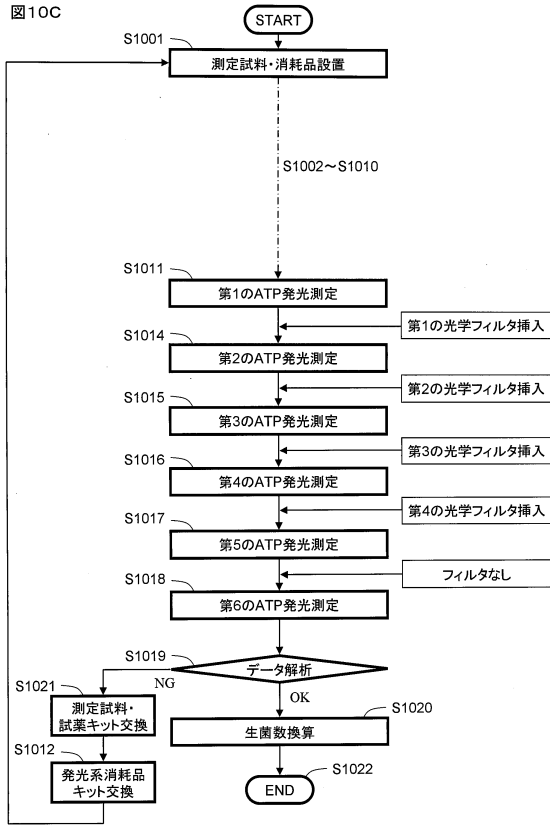 図10C
START
S1001
測定試料・消耗品設置
S1002～S1010
S1011
第1のATP発光測定
第1の光学フィルタ挿入
S1014
第2のATP発光測定
第2の光学フィルタ挿入
S1015
第3のATP発光測定
第3の光学フィルタ挿入
S1016
第4のATP発光測定
第4の光学フィルタ挿入
S1017
第5のATP発光測定
フィルタなし
S1018
第6のATP発光測定
S1019
データ解析
NG
OK
S1021
測定試料・
試薬キット交換
S1020
生菌数換算
S1012
発光系消耗品
キット交換
S1022
END